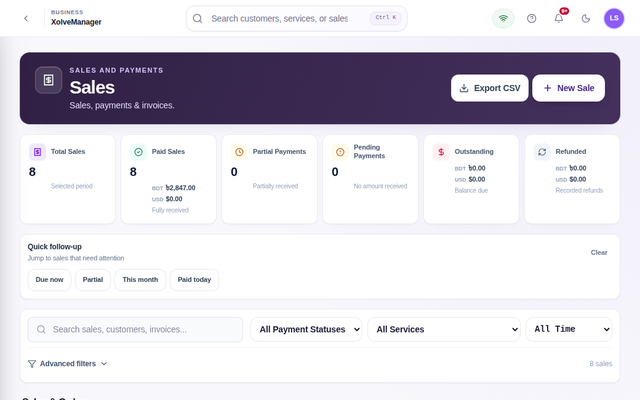 BUSINESS
XolveManager
Search customers, services, or sales
Ctrl K
9+
LS
SALES AND PAYMENTS
Sales
Sales, payments & invoices.
Export CSV
New Sale
Total Sales
8
Selected period
Paid Sales
8
BDT ৳2,847.00
USD $0.00
Fully received
Partial Payments
0
Partially received
Pending
Payments
0
No amount received
Outstanding
BDT ৳0.00
USD $0.00
Balance due
Refunded
BDT ৳0.00
USD $0.00
Recorded refunds
Quick follow-up
Jump to sales that need attention
Clear
Due now
Partial
This month
Paid today
Search sales, customers, invoices...
All Payment Statuses
All Services
All Time
Advanced filters
8 sales